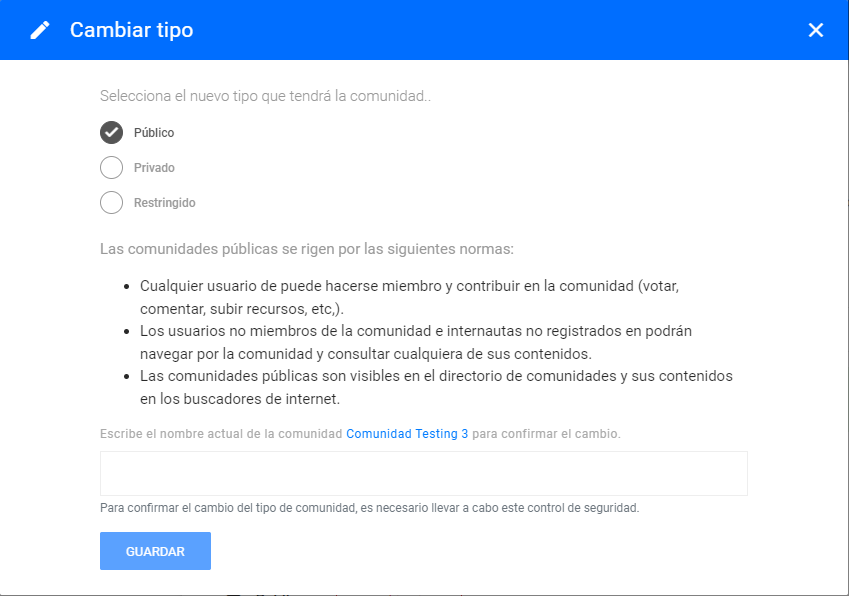 Cambiar tipo
Selecciona el nuevo tipo que tendrá la comunidad..
Público
Privado
Restringido
Las comunidades públicas se rigen por las siguientes normas:
Cualquier usuario de puede hacerse miembro y contribuir en la comunidad (votar,
comentar, subir recursos, etc,).
Los usuarios no miembros de la comunidad e internautas no registrados en podrán
navegar por la comunidad y consultar cualquiera de sus contenidos.
Las comunidades públicas son visibles en el directorio de comunidades y sus contenidos
en los buscadores de internet.
Escribe el nombre actual de la comunidad Comunidad Testing 3 para confirmar el cambio.
Para confirmar el cambio del tipo de comunidad, es necesario llevar a cabo este control de seguridad.
GUARDAR